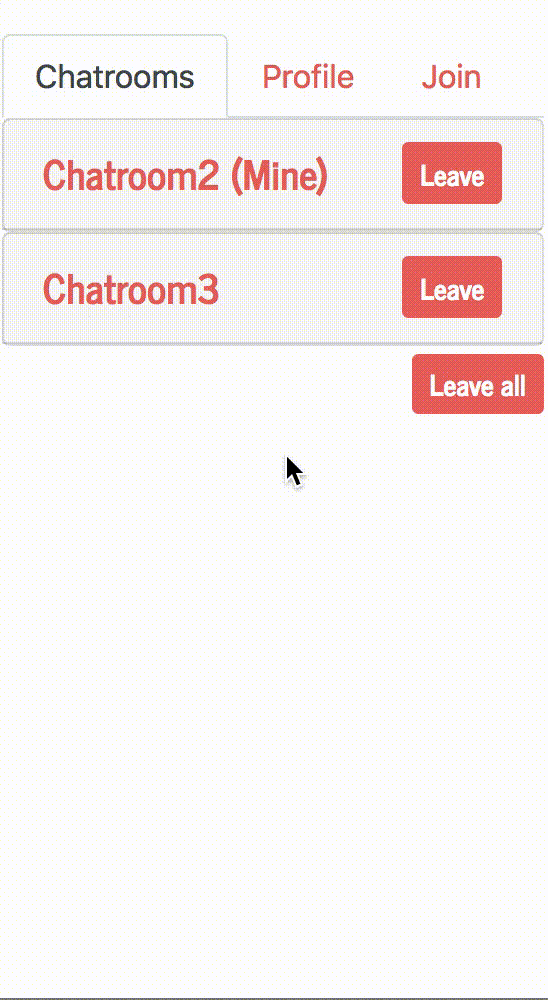 Chatrooms Profile Join
Chatroom2 (Mine) Leave
Chatroom3 Leave
Leave all